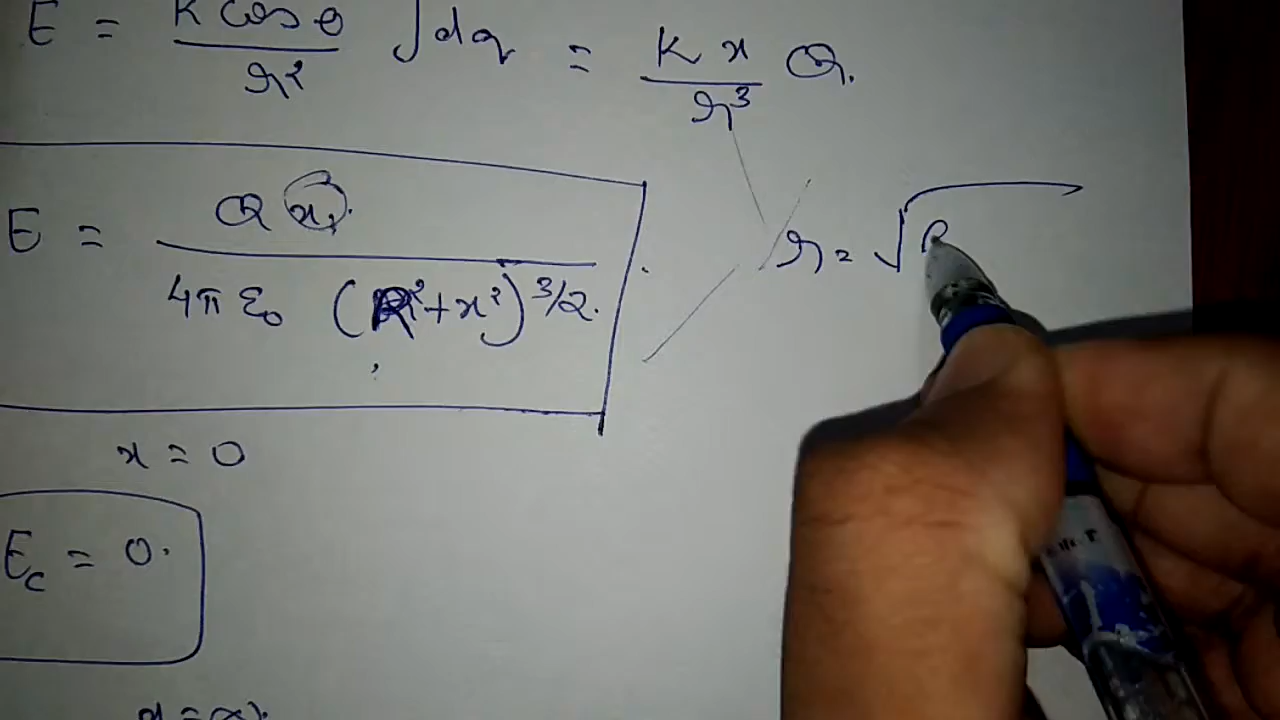 E = K cos θ / r² ∫dq = K x / r³ Q.
E = Q x / 4π ε₀ (R² + x²)^3/2.
r = √R
x = 0
E_c = 0.
x = ∞.